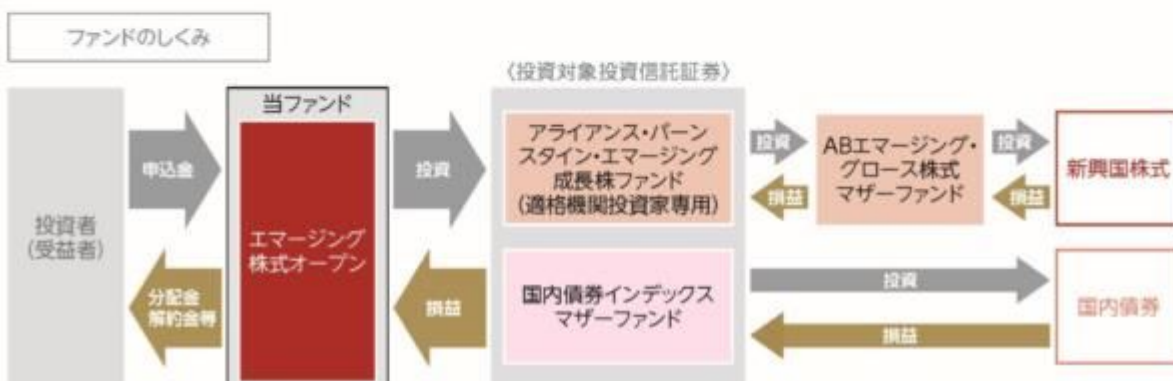 ファンドのしくみ
〈投資対象投資信託証券〉
投資者
(受益者)
申込金
分配金
解約金等
当ファンド
エマージング
株式オープン
投資
損益
アライアンス・バーン
スタイン・エマージング
成長株ファンド
(適格機関投資家専用)
国内債券インデックス
マザーファンド
投資
損益
ABエマージング・
グロース株式
マザーファンド
投資
損益
新興国株式
投資
損益
国内債券